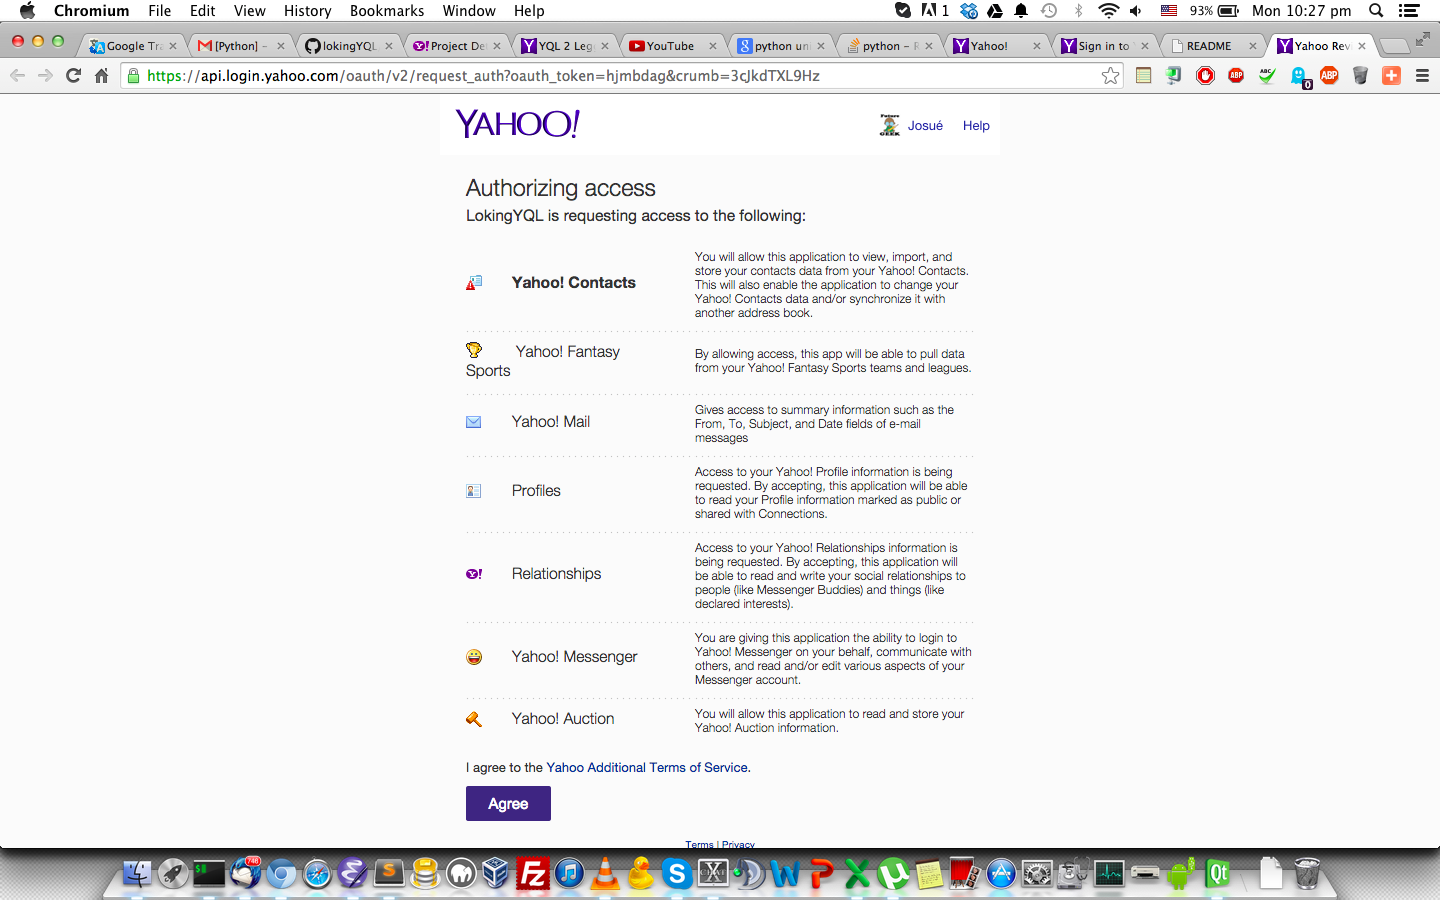 Chromium File Edit View History Bookmarks Window Help 1 93% Mon 10:27 pm
Google Tra [Python] – lokingYQL Project De YQL 2 Leg YouTube python un python – R Yahoo! Sign in to README Yahoo Rev
https://api.login.yahoo.com/oauth/v2/request_auth?oauth_token=hjmbdag&crumb=3cJkdTXL9Hz
ABP ABC 0 ABP
YAHOO!
Josué Help
Authorizing access
LokingYQL is requesting access to the following:
Yahoo! Contacts
You will allow this application to view, import, and
store your contacts data from your Yahoo! Contacts.
This will also enable the application to change your
Yahoo! Contacts data and/or synchronize it with
another address book.
Yahoo! Fantasy
Sports
By allowing access, this app will be able to pull data
from your Yahoo! Fantasy Sports teams and leagues.
Yahoo! Mail
Gives access to summary information such as the
From, To, Subject, and Date fields of e-mail
messages
Profiles
Access to your Yahoo! Profile information is being
requested. By accepting, this application will be able
to read your Profile information marked as public or
shared with Connections.
Relationships
Access to your Yahoo! Relationships information is
being requested. By accepting, this application will
be able to read and write your social relationships to
people (like Messenger Buddies) and things (like
declared interests).
Yahoo! Messenger
You are giving this application the ability to login to
Yahoo! Messenger on your behalf, communicate with
others, and read and/or edit various aspects of your
Messenger account.
Yahoo! Auction
You will allow this application to read and store your
Yahoo! Auction information.
I agree to the Yahoo Additional Terms of Service.
Agree
Terms | Privacy